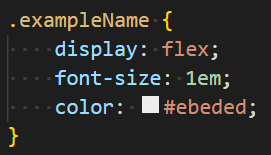 .exampleName {
    display: flex;
    font-size: 1em;
    color: #ebeded;
}